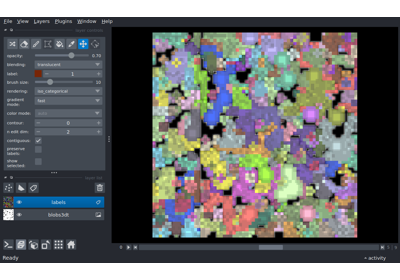 File View Layers Plugins Window Help
opacity: 0.70
blending: translucent
label: 1
brush size: 10
rendering: iso_categorical
gradient mode: fast
color mode:
contour: 0
n edit dim: 2
contiguous:
preserve labels:
show selected:
labels
blobs3dt
0
Ready activity